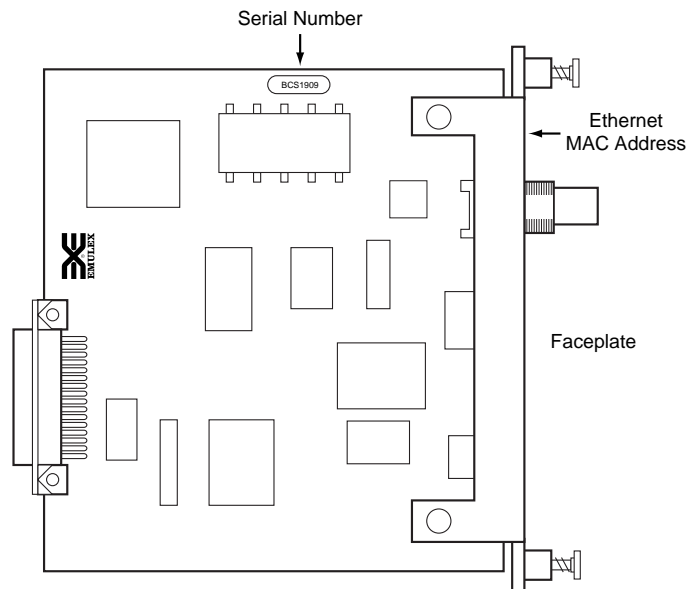 Serial Number
BCS1909
Ethernet
MAC Address
EMULEX
Faceplate